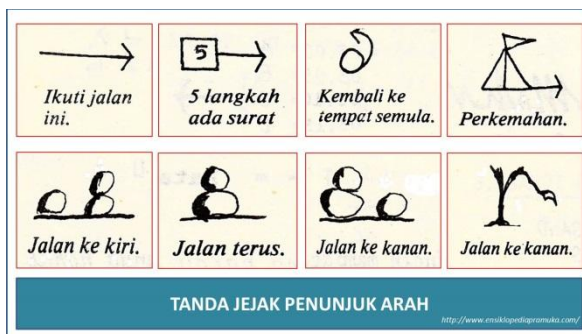 Ikuti jalan
ini.
5
5 langkah
ada surat
Kembali ke
tempat semula.
Perkemahan.
Jalan ke kiri.
Jalan terus.
Jalan ke kanan.
Jalan ke kanan.
TANDA JEJAK PENUNJUK ARAH
http://www.ensiklopediapramuka.com/